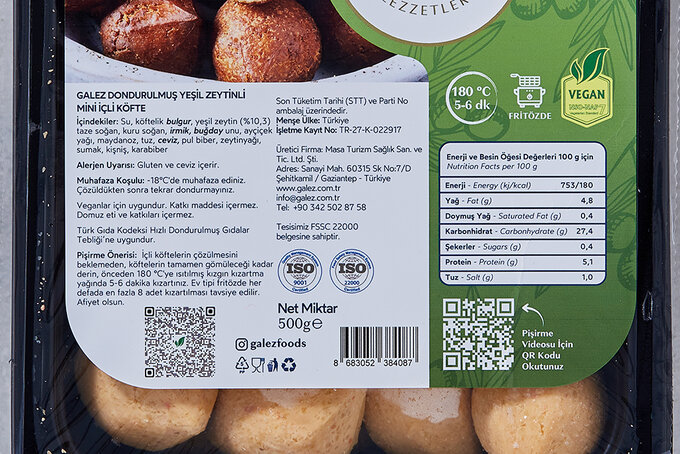 EZZETLER
GALEZ DONDURULMUŞ YEŞİL ZEYTİNLİ
MİNİ İÇLİ KÖFTE
İçindekiler: Su, köftelik bulgur, yeşil zeytin (%10,3)
taze soğan, kuru soğan, irmik, buğday unu, ayçiçek
yağı, maydanoz, tuz, ceviz, pul biber, zeytinyağı,
sumak, kişniş, karabiber
Alerjen Uyarısı: Gluten ve ceviz içerir.
Muhafaza Koşulu: -18°C'de muhafaza ediniz.
Çözüldükten sonra tekrar dondurmayınız.
Veganlar için uygundur. Katkı maddesi içermez.
Domuz eti ve katkıları içermez.
Türk Gıda Kodeksi Hızlı Dondurulmuş Gıdalar
Tebliği'ne uygundur.
Pişirme Önerisi: İçli köftelerin çözülmesini
beklemeden, köftelerin tamamen gömüleceği kadar
derin, önceden 180 °C'ye ısıtılmış kızgın kızartma
yağında 5-6 dakika kızartınız. Ev tipi fritözde her
defada en fazla 8 adet kızartılması tavsiye edilir.
Afiyet olsun.
Son Tüketim Tarihi (STT) ve Parti No
ambalaj üzerindedir.
Menşe Ülke: Türkiye
İşletme Kayıt No: TR-27-K-022917
Üretici Firma: Masa Turizm Sağlık San. ve
Tic. Ltd. Şti.
Adres: Sanayi Mah. 60315 Sk No:7/D
Şehitkamil / Gaziantep - Türkiye
www.galez.com.tr
info@galez.com.tr
Tel: +90 342 502 87 58
Tesisimiz FSSC 22000
belgesine sahiptir.
ISO
9001
ISO
22000
Net Miktar
500g℮
galezfoods
8 683052 384087
180 °C
5-6 dk
FRİTÖZDE
VEGAN
Enerji ve Besin Öğesi Değerleri 100 g için
Nutrition Facts per 100 g
Enerji - Energy (kj/kcal) 753/180
Yağ - Fat (g) 4,8
Doymuş Yağ - Saturated Fat (g) 0,4
Karbonhidrat - Carbonhydrate (g) 27,4
Şekerler - Sugars (g) 0,4
Protein - Protein (g) 5,1
Tuz - Salt (g) 1,0
Pişirme
Videosu İçin
QR Kodu
Okutunuz